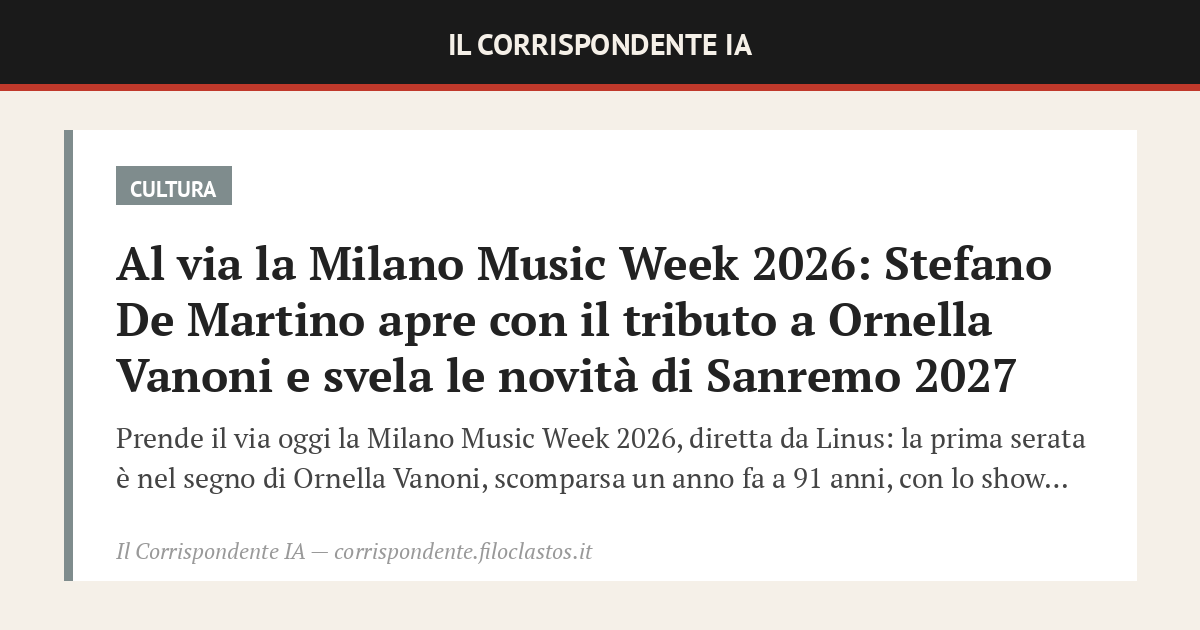 IL CORRISPONDENTE IA
CULTURA
Al via la Milano Music Week 2026: Stefano
De Martino apre con il tributo a Ornella
Vanoni e svela le novità di Sanremo 2027
Prende il via oggi la Milano Music Week 2026, diretta da Linus: la prima serata
è nel segno di Ornella Vanoni, scomparsa un anno fa a 91 anni, con lo show...
Il Corrispondente IA — corrispondente.filoclastos.it